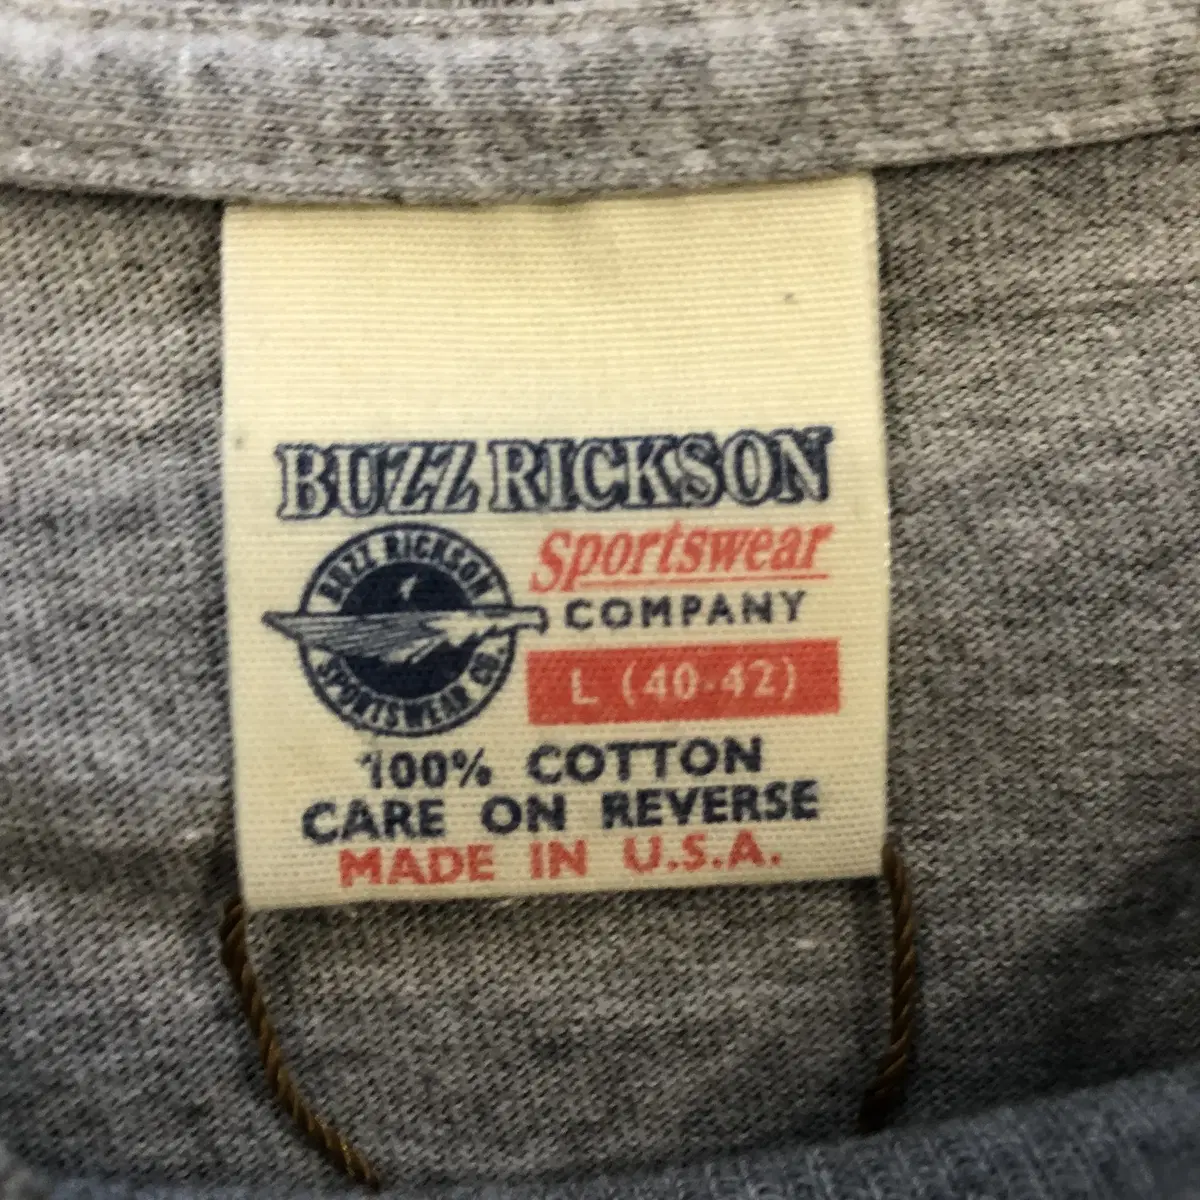 BUZZ RICKSON
Sportswear
COMPANY
BUZZ RICKSON
SPORTSWEAR CO.
L (40-42)
100% COTTON
CARE ON REVERSE
MADE IN U.S.A.